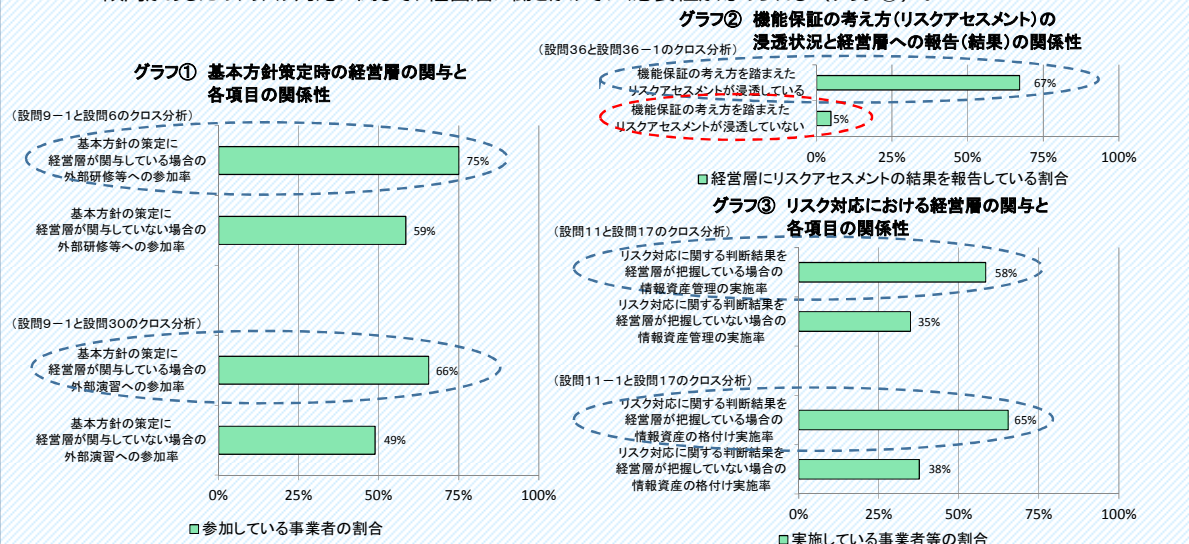 グラフ② 機能保証の考え方(リスクアセスメント)の
浸透状況と経営層への報告(結果)の関係性
(設問36と設問36-1のクロス分析)
機能保証の考え方を踏まえた
リスクアセスメントが浸透している
67%
機能保証の考え方を踏まえた
リスクアセスメントが浸透していない
5%
0% 25% 50% 75% 100%
経営層にリスクアセスメントの結果を報告している割合
グラフ① 基本方針策定時の経営層の関与と
各項目の関係性
(設問9-1と設問6のクロス分析)
基本方針の策定に
経営層が関与している場合の
外部研修等への参加率
75%
基本方針の策定に
経営層が関与していない場合の
外部研修等への参加率
59%
(設問9-1と設問30のクロス分析)
基本方針の策定に
経営層が関与している場合の
外部演習への参加率
66%
基本方針の策定に
経営層が関与していない場合の
外部演習への参加率
49%
0% 25% 50% 75% 100%
参加している事業者の割合
グラフ③ リスク対応における経営層の関与と
各項目の関係性
(設問11と設問17のクロス分析)
リスク対応に関する判断結果を
経営層が把握している場合の
情報資産管理の実施率
58%
リスク対応に関する判断結果を
経営層が把握していない場合の
情報資産管理の実施率
35%
(設問11-1と設問17のクロス分析)
リスク対応に関する判断結果を
経営層が把握している場合の
情報資産の格付け実施率
65%
リスク対応に関する判断結果を
経営層が把握していない場合の
情報資産の格付け実施率
38%
0% 25% 50% 75% 100%
実施している事業者等の割合